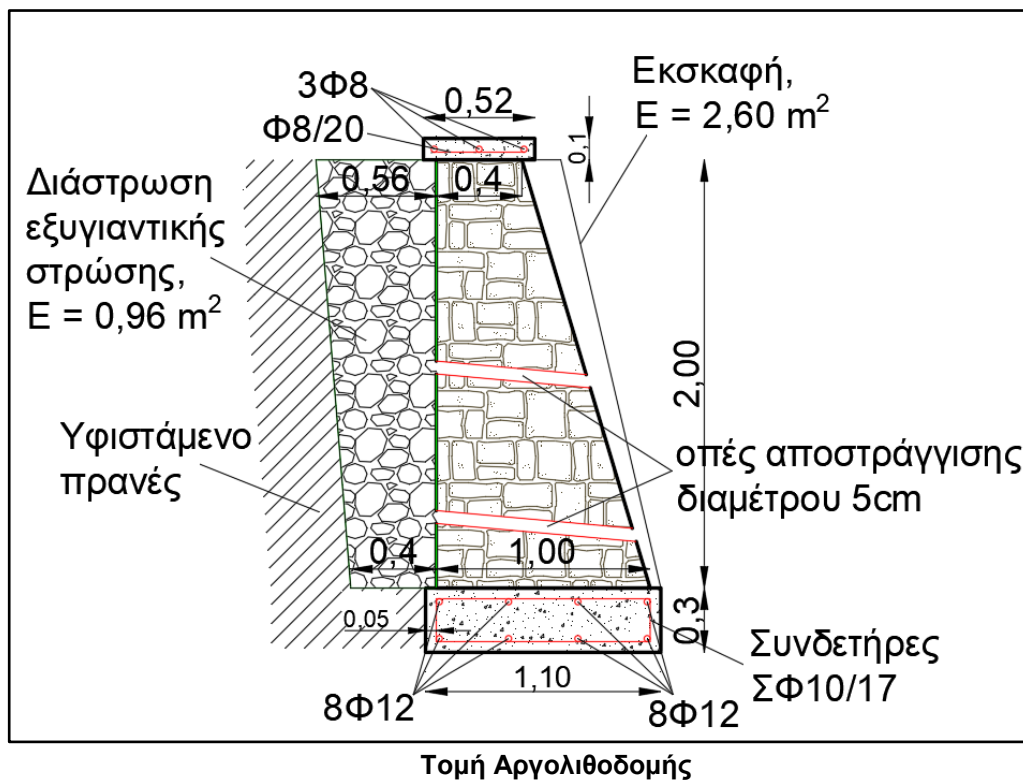 3Φ8
0,52
Φ8/20
Εκσκαφή,
Ε = 2,60 m²
0,1
Διάστρωση
εξυγιαντικής
στρώσης,
Ε = 0,96 m²
0,56
0,4
2,00
Υφιστάμενο
πρανές
οπές αποστράγγισης
διαμέτρου 5cm
0,4
1,00
0,05
0,3
Συνδετήρες
ΣΦ10/17
1,10
8Φ12
8Φ12
Τομή Αργολιθοδομής